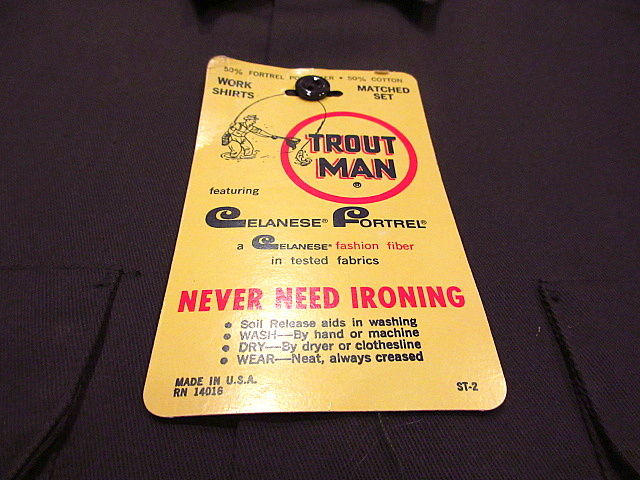 50% FORTREL POLYESTER • 50% COTTON
WORK SHIRTS
MATCHED SET
TROUT MAN ®
featuring
CELANESE® FORTREL®
a CELANESE® fashion fiber
in tested fabrics
NEVER NEED IRONING
• Soil Release aids in washing
• WASH—By hand or machine
• DRY—By dryer or clothesline
• WEAR—Neat, always creased
MADE IN U.S.A.
RN 14016
ST-2